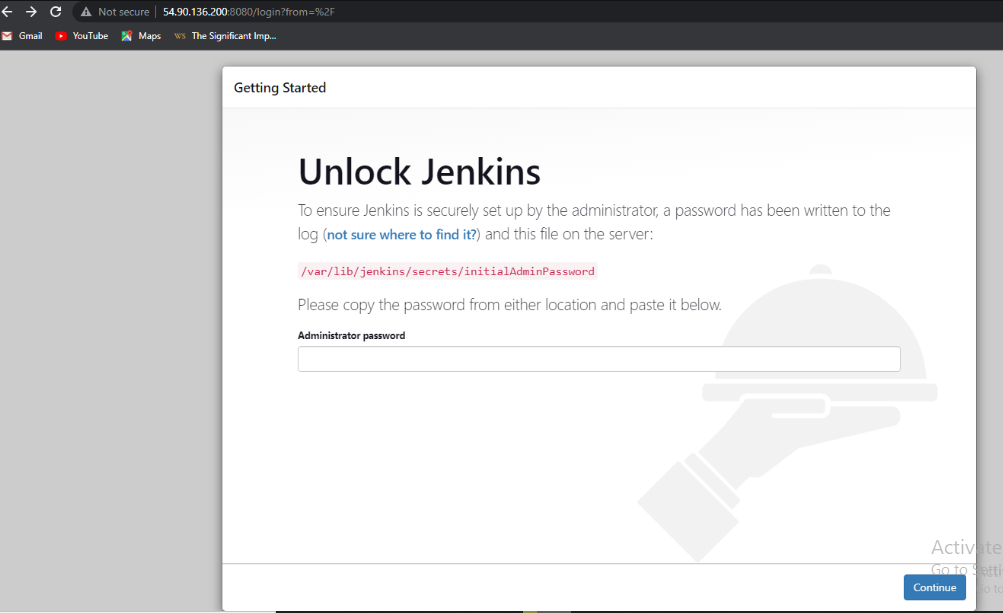 Not secure
54.90.136.200:8080/login?from=%2F
Gmail
YouTube
Maps
WS
The Significant Imp...
Getting Started
Unlock Jenkins
To ensure Jenkins is securely set up by the administrator, a password has been written to the
log (not sure where to find it?) and this file on the server:
/var/lib/jenkins/secrets/initialAdminPassword
Please copy the password from either location and paste it below.
Administrator password
Activate
Go to
Continue